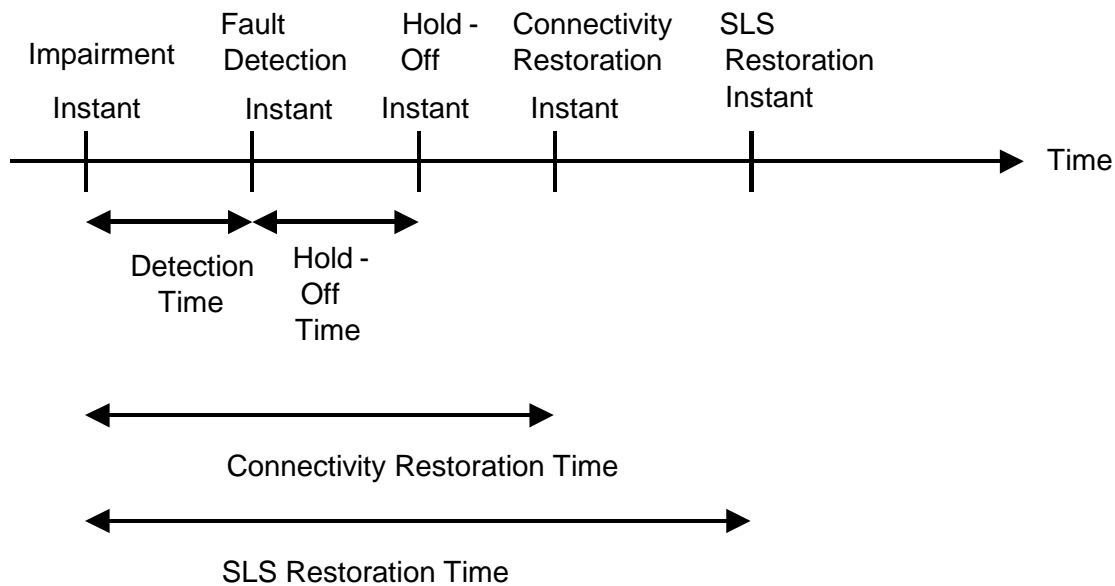 Impairment
Instant
Fault
Detection
Instant
Hold -
Off
Instant
Connectivity
Restoration
Instant
SLS
Restoration
Instant
Time
Detection
Time
Hold -
Off
Time
Connectivity Restoration Time
SLS Restoration Time